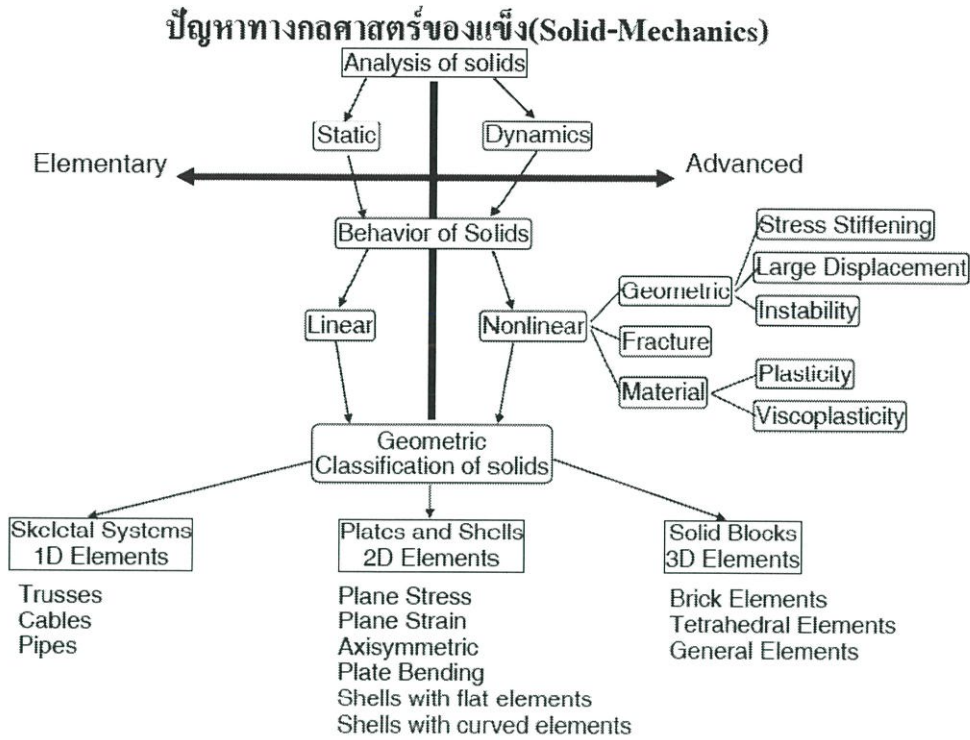 ปัญหาทางกลศาสตร์ของแข็ง(Solid-Mechanics)
Analysis of solids
Static
Dynamics
Elementary
Advanced
Behavior of Solids
Stress Stiffening
Large Displacement
Geometric
Instability
Linear
Nonlinear
Fracture
Plasticity
Material
Viscoplasticity
Geometric
Classification of solids
Skeletal Systems
1D Elements
Trusses
Cables
Pipes
Plates and Shells
2D Elements
Plane Stress
Plane Strain
Axisymmetric
Plate Bending
Shells with flat elements
Shells with curved elements
Solid Blocks
3D Elements
Brick Elements
Tetrahedral Elements
General Elements